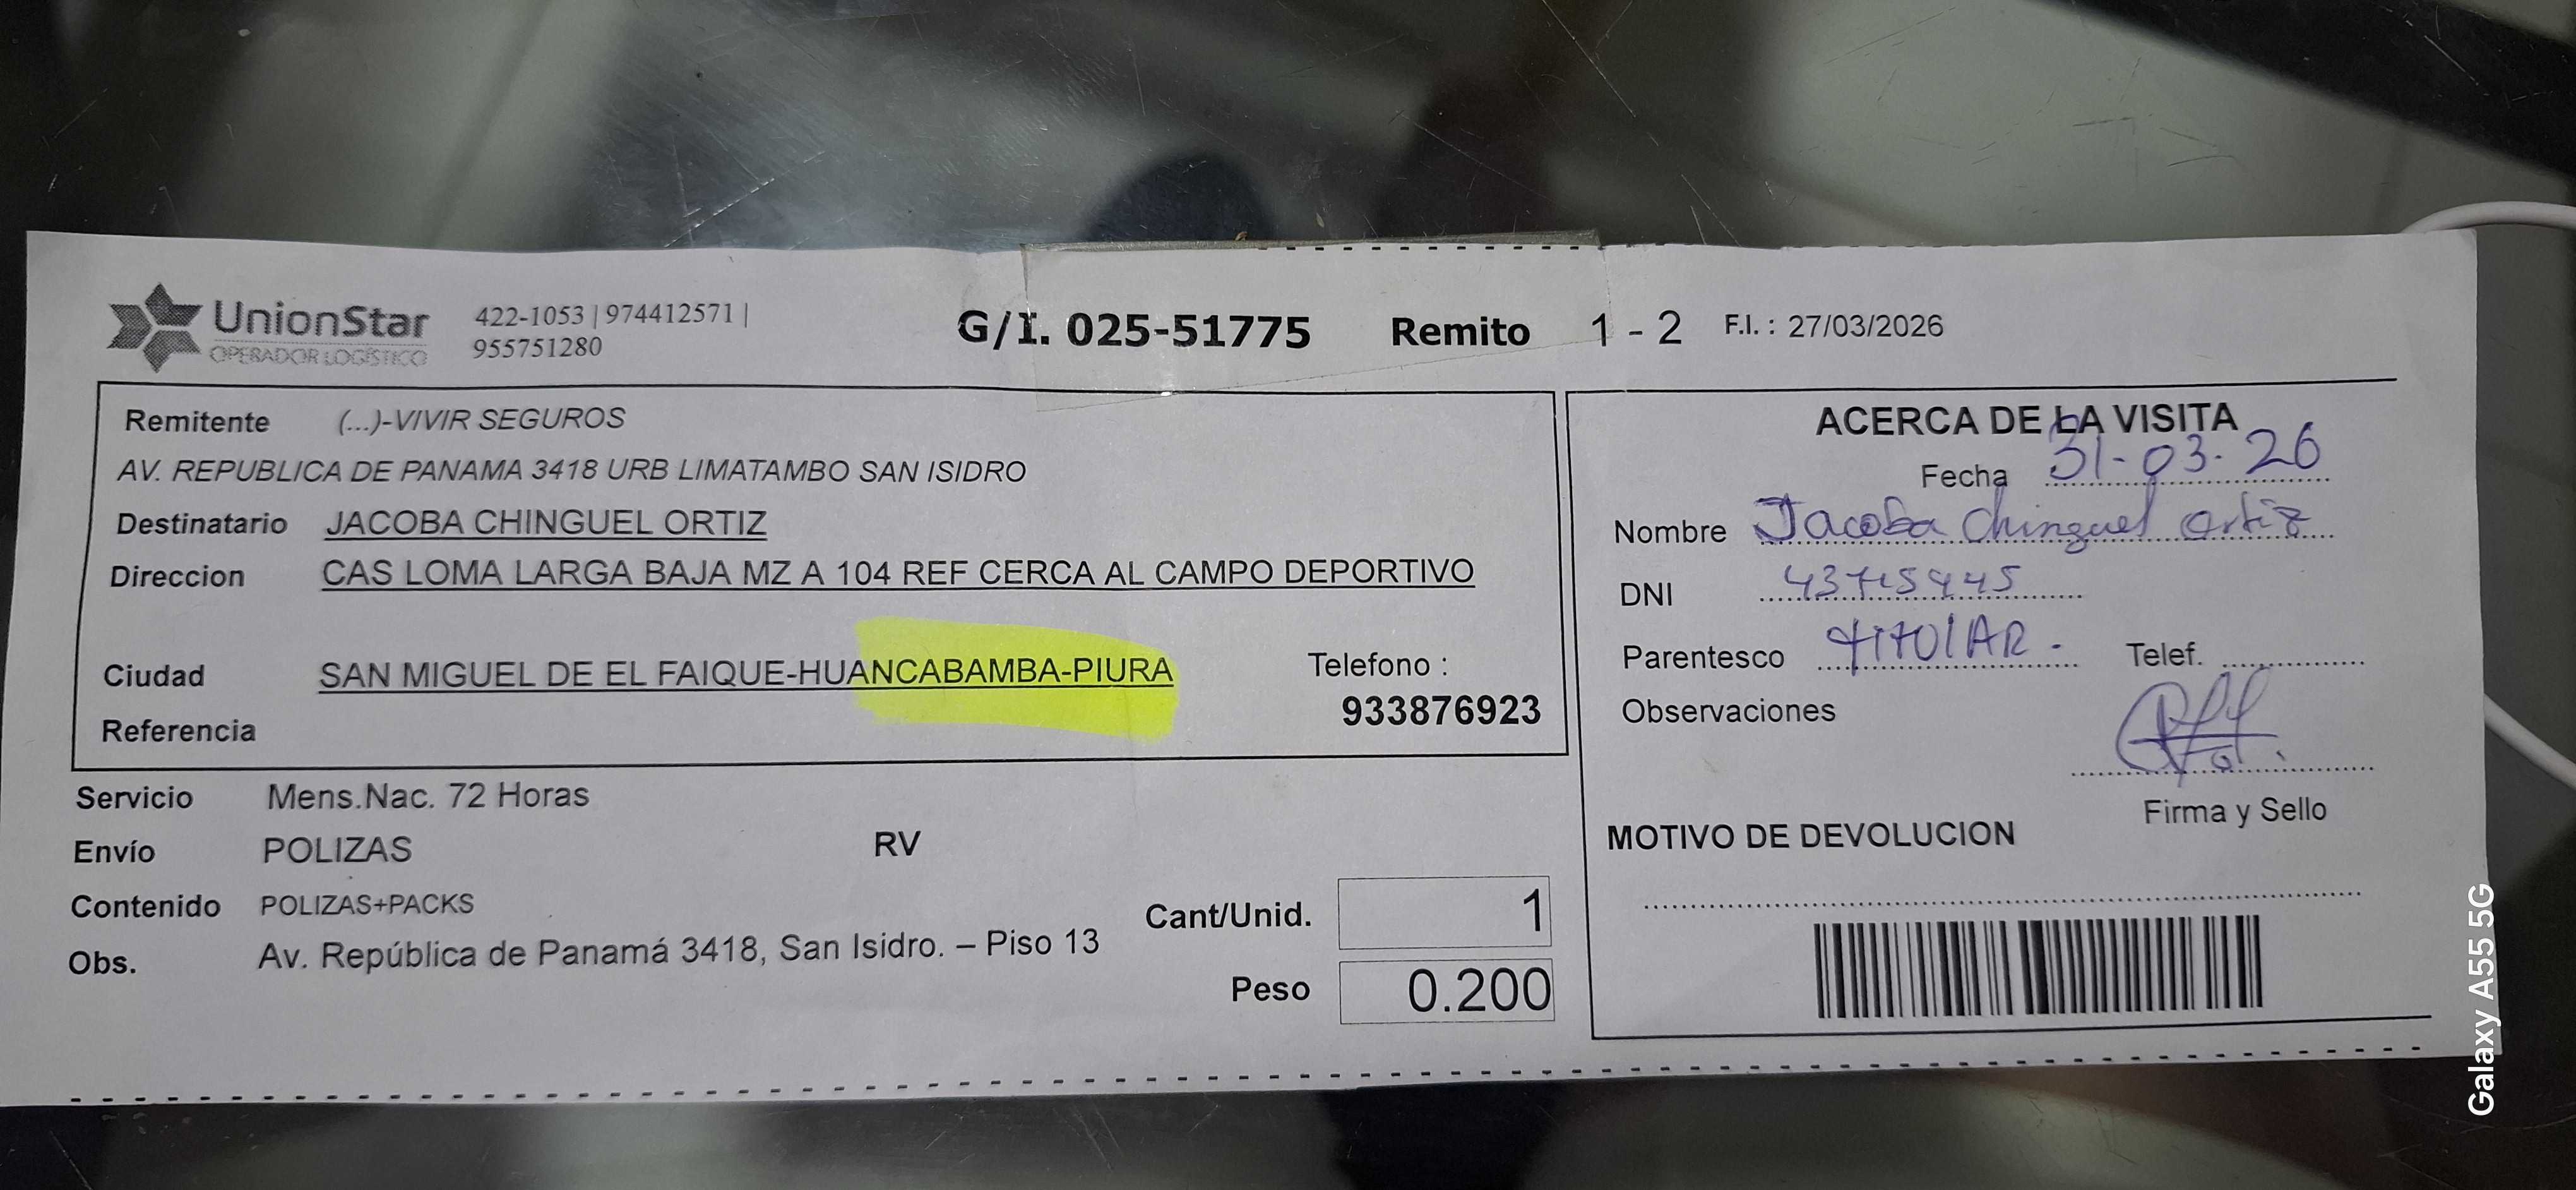 UnionStar
OPERADOR LOGÍSTICO
422-1053 | 974412571 |
955751280
G/I. 025-51775 Remito 1 - 2 F.I. : 27/03/2026
Remitente (...)-VIVIR SEGUROS
AV. REPUBLICA DE PANAMA 3418 URB LIMATAMBO SAN ISIDRO
Destinatario JACOBA CHINGUEL ORTIZ
Direccion CAS LOMA LARGA BAJA MZ A 104 REF CERCA AL CAMPO DEPORTIVO
Ciudad SAN MIGUEL DE EL FAIQUE-HUANCABAMBA-PIURA
Telefono :
933876923
Referencia
Servicio Mens.Nac. 72 Horas
Envío POLIZAS RV
Contenido POLIZAS+PACKS
Obs. Av. República de Panamá 3418, San Isidro. – Piso 13
Cant/Unid. 1
Peso 0.200
ACERCA DE LA VISITA
Fecha 31-03-26
Nombre Jacoba Chinguel Ortiz
DNI 43715945
Parentesco TITOlAR.
Telef.
Observaciones
Firma y Sello
MOTIVO DE DEVOLUCION
Galaxy A55 5G